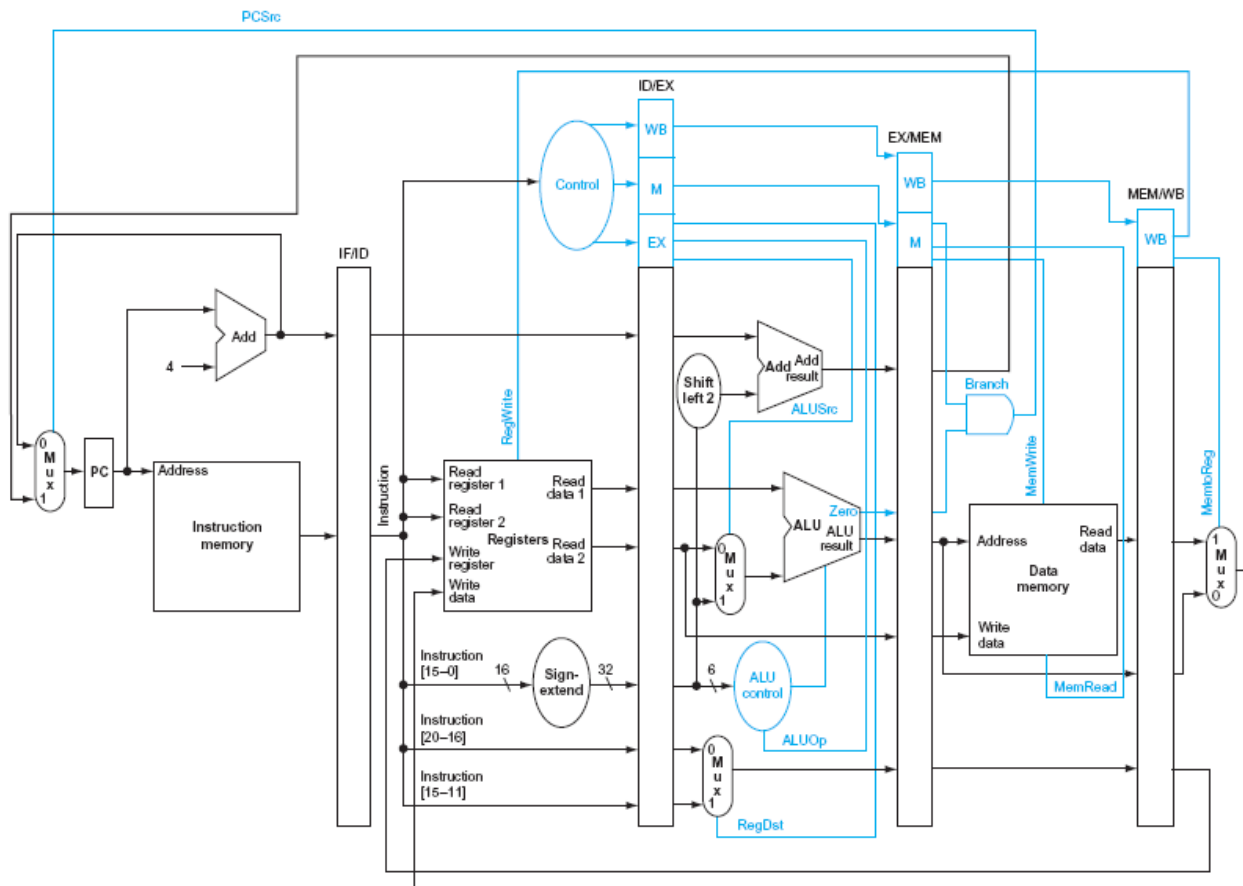 PCSrc
ID/EX
WB
EX/MEM
Control
M
WB
MEM/WB
EX
M
WB
IF/ID
Add
4
Shift
left 2
Add
Add
result
Branch
ALUSrc
RegWrite
MemWrite
MemtoReg
0
M
u
x
1
PC
Address
Instruction
memory
Instruction
Read
register 1
Read
data 1
Read
register 2
Registers
Write
register
Read
data 2
Write
data
0
M
u
x
1
Zero
ALU
ALU
result
Address
Read
data
Data
memory
Write
data
1
M
u
x
0
Instruction
[15–0]
16
Sign-
extend
32
6
ALU
control
MemRead
Instruction
[20–16]
ALUOp
0
M
u
x
1
Instruction
[15–11]
RegDst